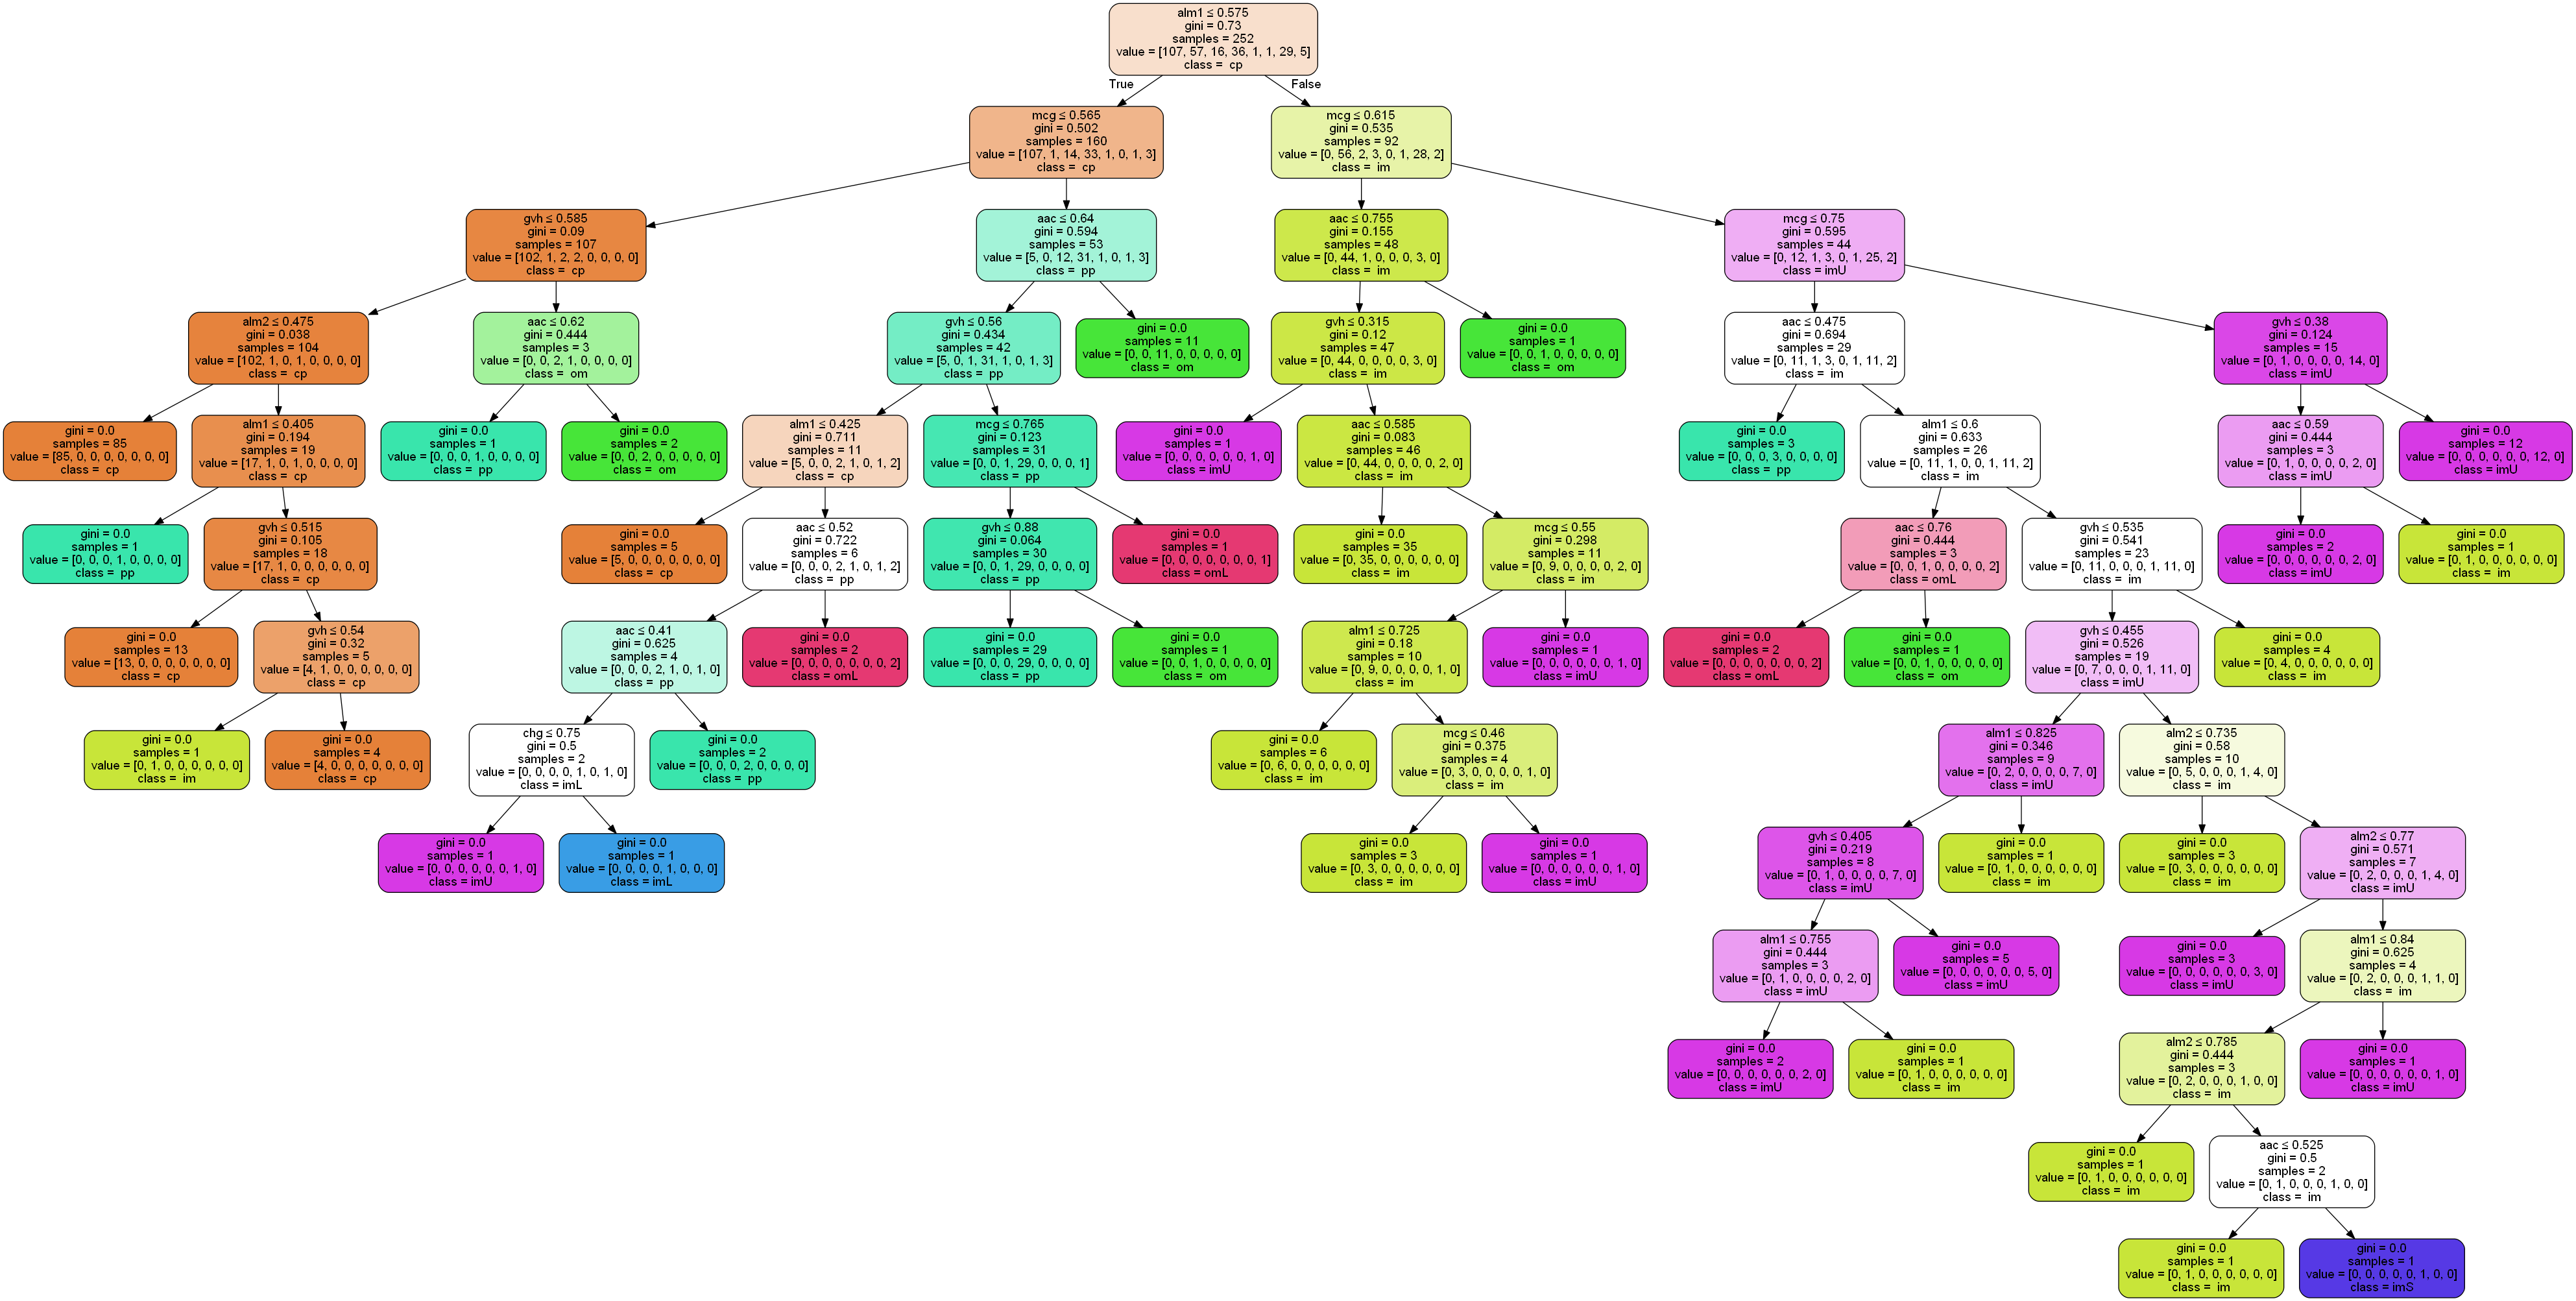 alm1 ≤ 0.575
gini = 0.73
samples = 252
value = [107, 57, 16, 36, 1, 1, 29, 5]
class = cp
True
False
mcg ≤ 0.565
gini = 0.502
samples = 160
value = [107, 1, 14, 33, 1, 0, 1, 3]
class = cp
mcg ≤ 0.615
gini = 0.535
samples = 92
value = [0, 56, 2, 3, 0, 1, 28, 2]
class = im
gvh ≤ 0.585
gini = 0.09
samples = 107
value = [102, 1, 2, 2, 0, 0, 0, 0]
class = cp
aac ≤ 0.64
gini = 0.594
samples = 53
value = [5, 0, 12, 31, 1, 0, 1, 3]
class = pp
aac ≤ 0.755
gini = 0.155
samples = 48
value = [0, 44, 1, 0, 0, 0, 3, 0]
class = im
mcg ≤ 0.75
gini = 0.595
samples = 44
value = [0, 12, 1, 3, 0, 1, 25, 2]
class = imU
alm2 ≤ 0.475
gini = 0.038
samples = 104
value = [102, 1, 0, 1, 0, 0, 0, 0]
class = cp
aac ≤ 0.62
gini = 0.444
samples = 3
value = [0, 0, 2, 1, 0, 0, 0, 0]
class = om
gvh ≤ 0.56
gini = 0.434
samples = 42
value = [5, 0, 1, 31, 1, 0, 1, 3]
class = pp
gini = 0.0
samples = 11
value = [0, 0, 11, 0, 0, 0, 0, 0]
class = om
gvh ≤ 0.315
gini = 0.12
samples = 47
value = [0, 44, 0, 0, 0, 0, 3, 0]
class = im
gini = 0.0
samples = 1
value = [0, 0, 1, 0, 0, 0, 0, 0]
class = om
aac ≤ 0.475
gini = 0.694
samples = 29
value = [0, 11, 1, 3, 0, 1, 11, 2]
class = im
gvh ≤ 0.38
gini = 0.124
samples = 15
value = [0, 1, 0, 0, 0, 0, 14, 0]
class = imU
gini = 0.0
samples = 85
value = [85, 0, 0, 0, 0, 0, 0, 0]
class = cp
alm1 ≤ 0.405
gini = 0.194
samples = 19
value = [17, 1, 0, 1, 0, 0, 0, 0]
class = cp
gini = 0.0
samples = 1
value = [0, 0, 0, 1, 0, 0, 0, 0]
class = pp
gini = 0.0
samples = 2
value = [0, 0, 2, 0, 0, 0, 0, 0]
class = om
alm1 ≤ 0.425
gini = 0.711
samples = 11
value = [5, 0, 0, 2, 1, 0, 1, 2]
class = cp
mcg ≤ 0.765
gini = 0.123
samples = 31
value = [0, 0, 1, 29, 0, 0, 0, 1]
class = pp
gini = 0.0
samples = 1
value = [0, 0, 0, 0, 0, 0, 1, 0]
class = imU
aac ≤ 0.585
gini = 0.083
samples = 46
value = [0, 44, 0, 0, 0, 0, 2, 0]
class = im
gini = 0.0
samples = 3
value = [0, 0, 0, 3, 0, 0, 0, 0]
class = pp
alm1 ≤ 0.6
gini = 0.633
samples = 26
value = [0, 11, 1, 0, 0, 1, 11, 2]
class = im
aac ≤ 0.59
gini = 0.444
samples = 3
value = [0, 1, 0, 0, 0, 0, 2, 0]
class = imU
gini = 0.0
samples = 12
value = [0, 0, 0, 0, 0, 0, 12, 0]
class = imU
gini = 0.0
samples = 1
value = [0, 0, 0, 1, 0, 0, 0, 0]
class = pp
gvh ≤ 0.515
gini = 0.105
samples = 18
value = [17, 1, 0, 0, 0, 0, 0, 0]
class = cp
gini = 0.0
samples = 5
value = [5, 0, 0, 0, 0, 0, 0, 0]
class = cp
aac ≤ 0.52
gini = 0.722
samples = 6
value = [0, 0, 0, 2, 1, 0, 1, 2]
class = pp
gvh ≤ 0.88
gini = 0.064
samples = 30
value = [0, 0, 1, 29, 0, 0, 0, 0]
class = pp
gini = 0.0
samples = 1
value = [0, 0, 0, 0, 0, 0, 0, 1]
class = omL
gini = 0.0
samples = 35
value = [0, 35, 0, 0, 0, 0, 0, 0]
class = im
mcg ≤ 0.55
gini = 0.298
samples = 11
value = [0, 9, 0, 0, 0, 0, 2, 0]
class = im
aac ≤ 0.76
gini = 0.444
samples = 3
value = [0, 0, 1, 0, 0, 0, 0, 2]
class = omL
gvh ≤ 0.535
gini = 0.541
samples = 23
value = [0, 11, 0, 0, 0, 1, 11, 0]
class = im
gini = 0.0
samples = 2
value = [0, 0, 0, 0, 0, 0, 2, 0]
class = imU
gini = 0.0
samples = 1
value = [0, 1, 0, 0, 0, 0, 0, 0]
class = im
gini = 0.0
samples = 13
value = [13, 0, 0, 0, 0, 0, 0, 0]
class = cp
gvh ≤ 0.54
gini = 0.32
samples = 5
value = [4, 1, 0, 0, 0, 0, 0, 0]
class = cp
aac ≤ 0.41
gini = 0.625
samples = 4
value = [0, 0, 0, 2, 1, 0, 1, 0]
class = pp
gini = 0.0
samples = 2
value = [0, 0, 0, 0, 0, 0, 0, 2]
class = omL
gini = 0.0
samples = 29
value = [0, 0, 0, 29, 0, 0, 0, 0]
class = pp
gini = 0.0
samples = 1
value = [0, 0, 1, 0, 0, 0, 0, 0]
class = om
alm1 ≤ 0.725
gini = 0.18
samples = 10
value = [0, 9, 0, 0, 0, 0, 1, 0]
class = im
gini = 0.0
samples = 1
value = [0, 0, 0, 0, 0, 0, 1, 0]
class = imU
gini = 0.0
samples = 2
value = [0, 0, 0, 0, 0, 0, 0, 2]
class = omL
gini = 0.0
samples = 1
value = [0, 0, 1, 0, 0, 0, 0, 0]
class = om
gvh ≤ 0.455
gini = 0.526
samples = 19
value = [0, 7, 0, 0, 0, 1, 11, 0]
class = imU
gini = 0.0
samples = 4
value = [0, 4, 0, 0, 0, 0, 0, 0]
class = im
gini = 0.0
samples = 1
value = [0, 1, 0, 0, 0, 0, 0, 0]
class = im
gini = 0.0
samples = 4
value = [4, 0, 0, 0, 0, 0, 0, 0]
class = cp
chg ≤ 0.75
gini = 0.5
samples = 2
value = [0, 0, 0, 0, 1, 0, 1, 0]
class = imL
gini = 0.0
samples = 2
value = [0, 0, 0, 2, 0, 0, 0, 0]
class = pp
gini = 0.0
samples = 6
value = [0, 6, 0, 0, 0, 0, 0, 0]
class = im
mcg ≤ 0.46
gini = 0.375
samples = 4
value = [0, 3, 0, 0, 0, 0, 1, 0]
class = im
alm1 ≤ 0.825
gini = 0.346
samples = 9
value = [0, 2, 0, 0, 0, 0, 7, 0]
class = imU
alm2 ≤ 0.735
gini = 0.58
samples = 10
value = [0, 5, 0, 0, 0, 1, 4, 0]
class = im
gini = 0.0
samples = 1
value = [0, 0, 0, 0, 0, 0, 1, 0]
class = imU
gini = 0.0
samples = 1
value = [0, 0, 0, 0, 1, 0, 0, 0]
class = imL
gini = 0.0
samples = 3
value = [0, 3, 0, 0, 0, 0, 0, 0]
class = im
gini = 0.0
samples = 1
value = [0, 0, 0, 0, 0, 0, 1, 0]
class = imU
gvh ≤ 0.405
gini = 0.219
samples = 8
value = [0, 1, 0, 0, 0, 0, 7, 0]
class = imU
gini = 0.0
samples = 1
value = [0, 1, 0, 0, 0, 0, 0, 0]
class = im
gini = 0.0
samples = 3
value = [0, 3, 0, 0, 0, 0, 0, 0]
class = im
alm2 ≤ 0.77
gini = 0.571
samples = 7
value = [0, 2, 0, 0, 0, 1, 4, 0]
class = imU
alm1 ≤ 0.755
gini = 0.444
samples = 3
value = [0, 1, 0, 0, 0, 0, 2, 0]
class = imU
gini = 0.0
samples = 5
value = [0, 0, 0, 0, 0, 0, 5, 0]
class = imU
gini = 0.0
samples = 3
value = [0, 0, 0, 0, 0, 0, 3, 0]
class = imU
alm1 ≤ 0.84
gini = 0.625
samples = 4
value = [0, 2, 0, 0, 0, 1, 1, 0]
class = im
gini = 0.0
samples = 2
value = [0, 0, 0, 0, 0, 0, 2, 0]
class = imU
gini = 0.0
samples = 1
value = [0, 1, 0, 0, 0, 0, 0, 0]
class = im
alm2 ≤ 0.785
gini = 0.444
samples = 3
value = [0, 2, 0, 0, 0, 1, 0, 0]
class = im
gini = 0.0
samples = 1
value = [0, 0, 0, 0, 0, 0, 1, 0]
class = imU
gini = 0.0
samples = 1
value = [0, 1, 0, 0, 0, 0, 0, 0]
class = im
aac ≤ 0.525
gini = 0.5
samples = 2
value = [0, 1, 0, 0, 0, 1, 0, 0]
class = im
gini = 0.0
samples = 1
value = [0, 1, 0, 0, 0, 0, 0, 0]
class = im
gini = 0.0
samples = 1
value = [0, 0, 0, 0, 0, 1, 0, 0]
class = imS